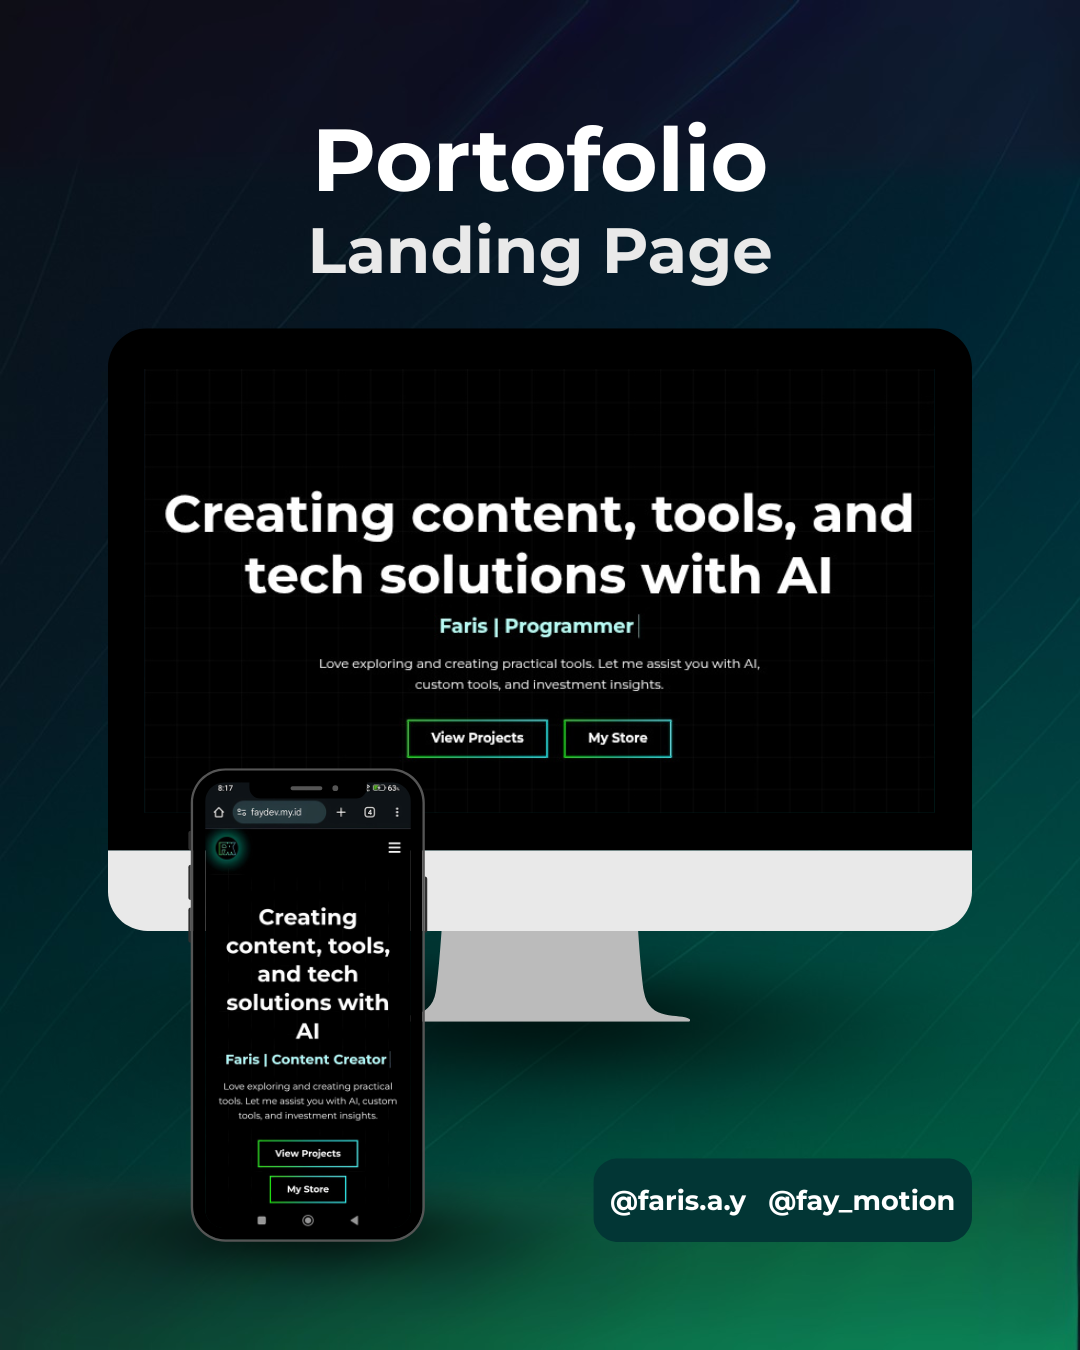 Portofolio
Landing Page
Creating content, tools, and
tech solutions with AI
Faris | Programmer
Love exploring and creating practical tools. Let me assist you with AI,
custom tools, and investment insights.
View Projects My Store
8:17
faydev.my.id 4
Creating
content, tools,
and tech
solutions with
AI
Faris | Content Creator
Love exploring and creating practical
tools. Let me assist you with AI, custom
tools, and investment insights.
View Projects
My Store
@faris.a.y @fay_motion